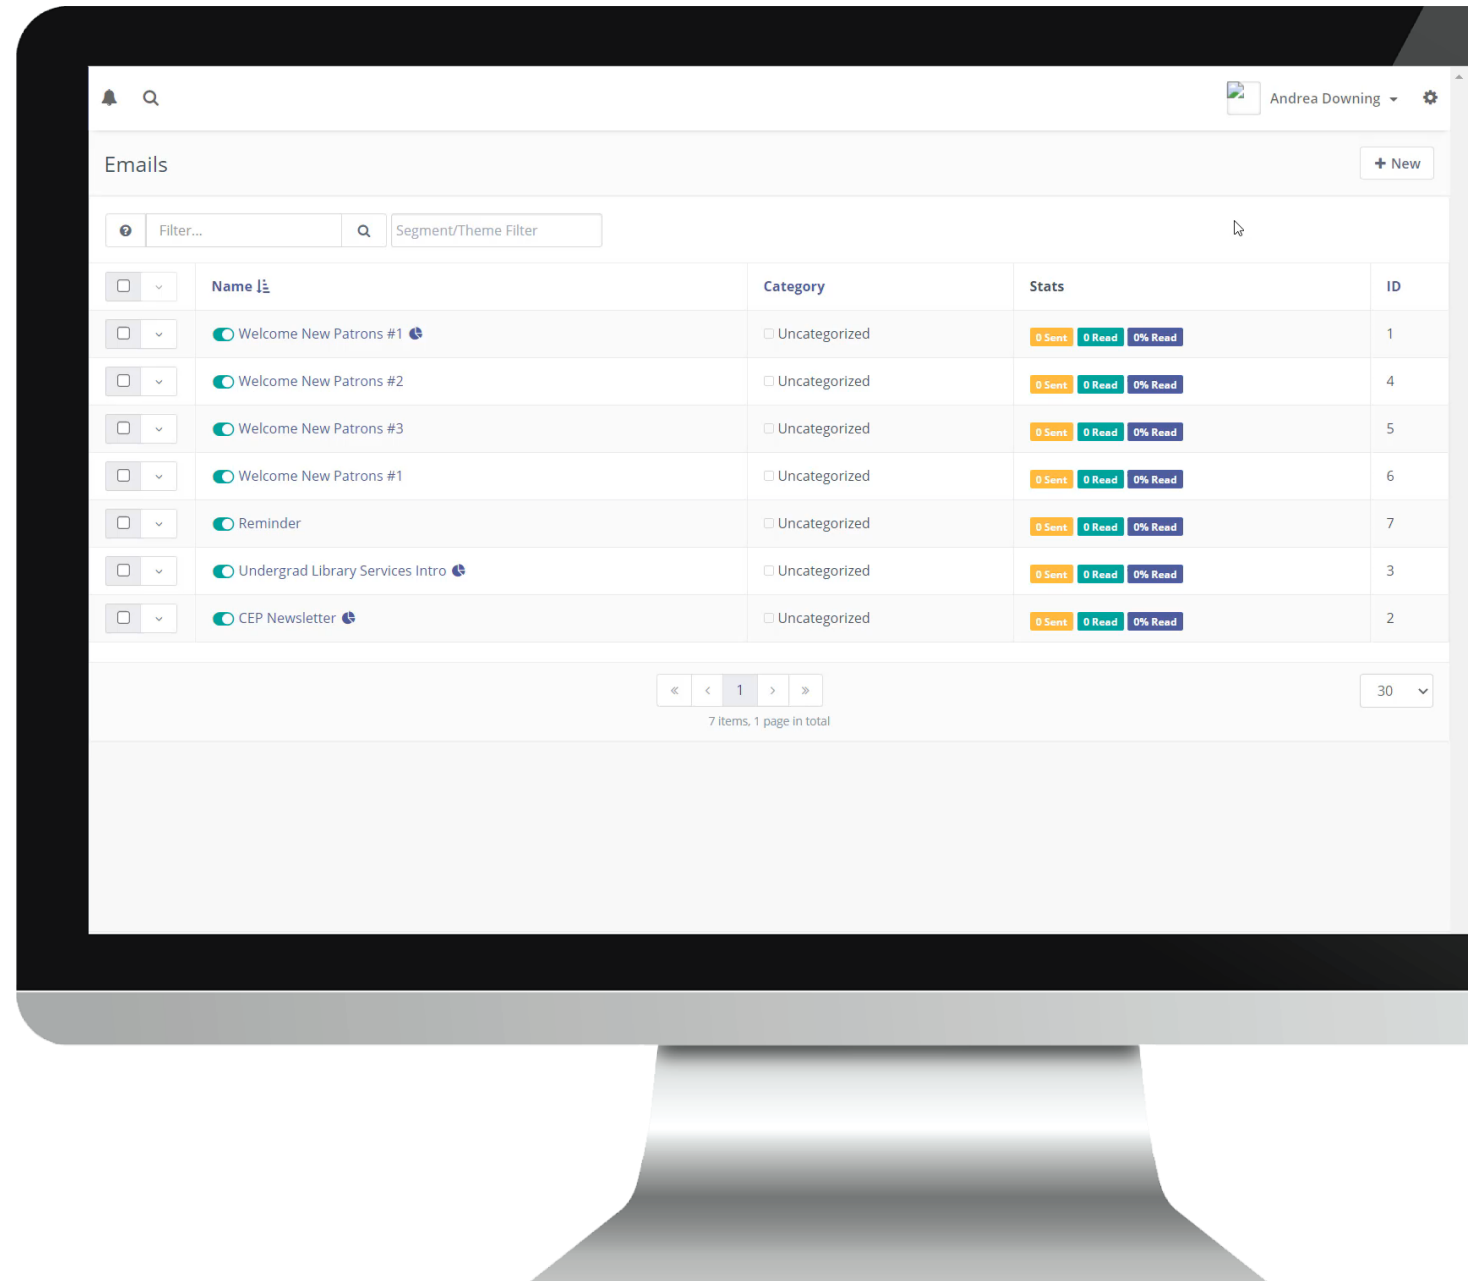 Andrea Downing
Emails
New
Filter...
Segment/Theme Filter
Name Category Stats ID
Welcome New Patrons #1 Uncategorized 0 Sent 0 Read 0% Read 1
Welcome New Patrons #2 Uncategorized 0 Sent 0 Read 0% Read 4
Welcome New Patrons #3 Uncategorized 0 Sent 0 Read 0% Read 5
Welcome New Patrons #1 Uncategorized 0 Sent 0 Read 0% Read 6
Reminder Uncategorized 0 Sent 0 Read 0% Read 7
Undergrad Library Services Intro Uncategorized 0 Sent 0 Read 0% Read 3
CEP Newsletter Uncategorized 0 Sent 0 Read 0% Read 2
« ‹ 1 › » 30
7 items, 1 page in total